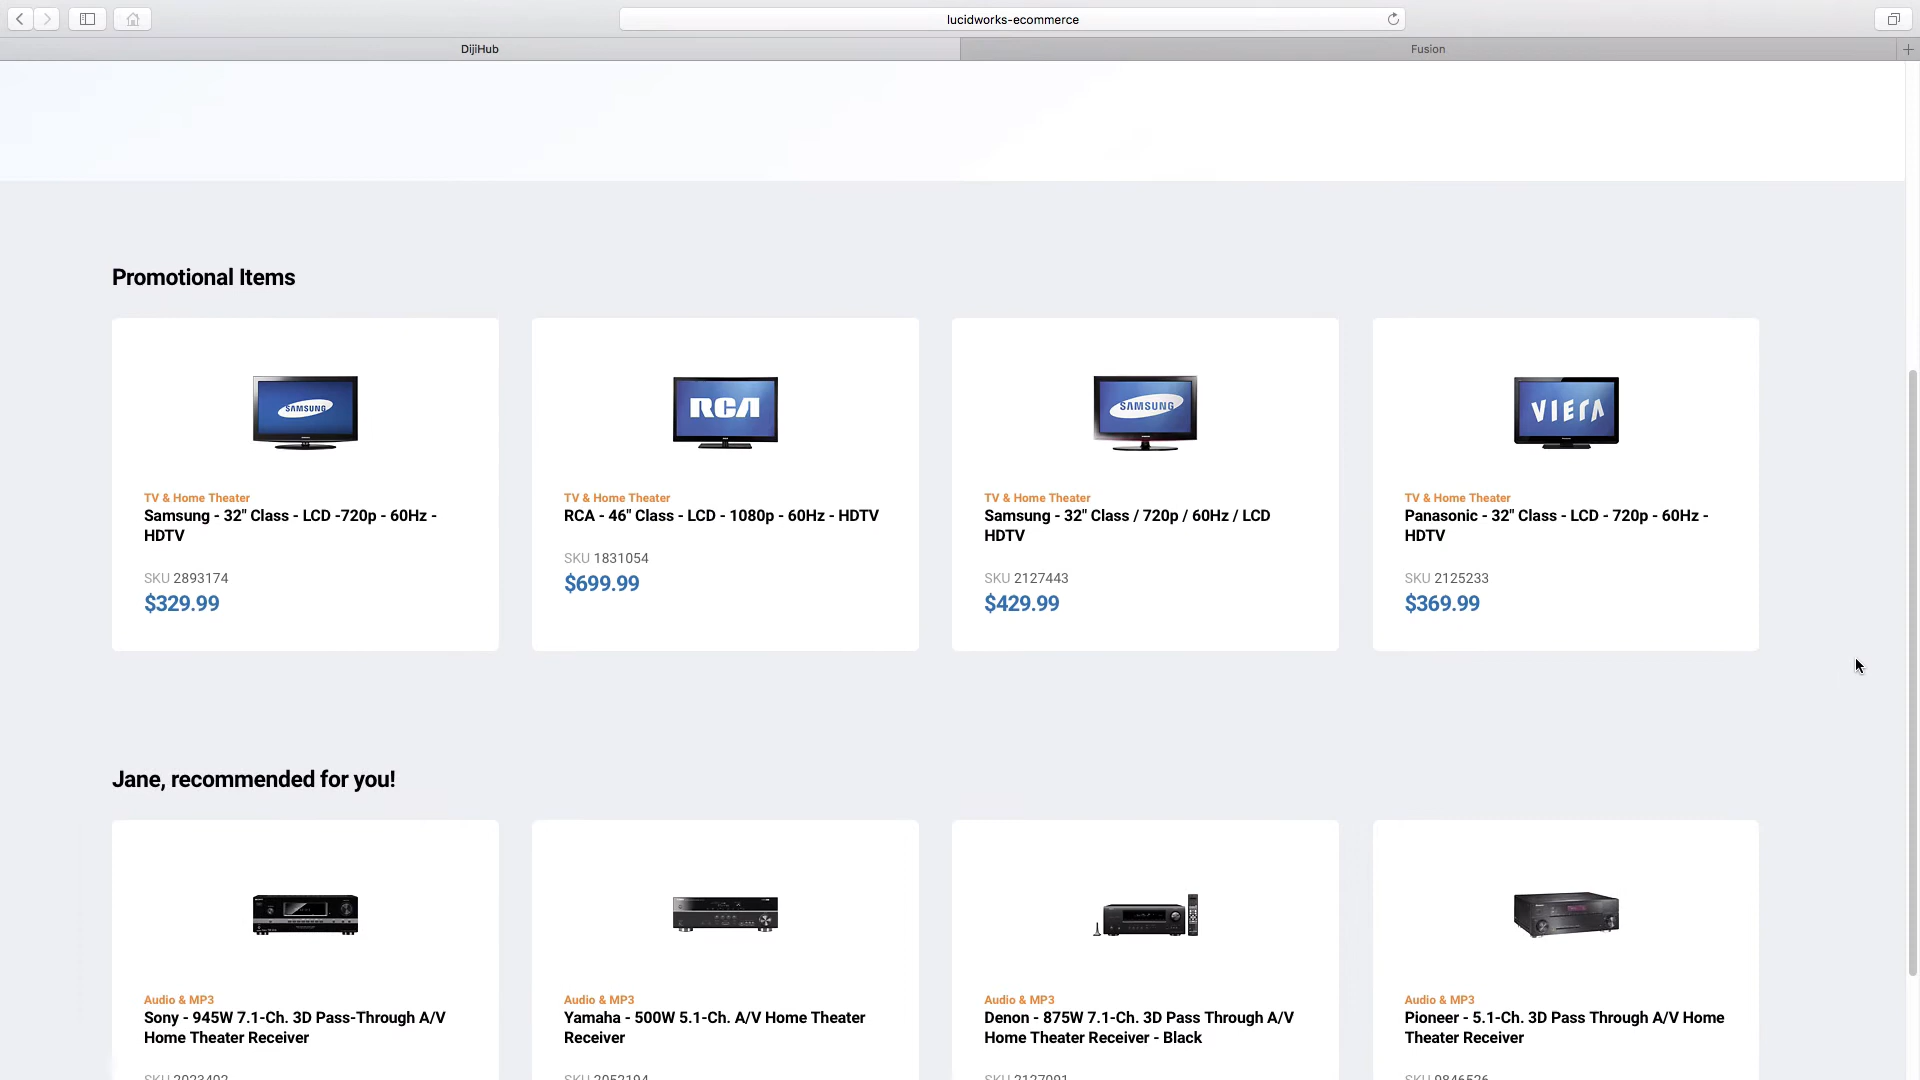 lucidworks-ecommerce
DijiHub
Fusion
Promotional Items
SAMSUNG
RCA
SAMSUNG
VIERA
TV & Home Theater
Samsung - 32" Class - LCD -720p - 60Hz -
HDTV
SKU 2893174
$329.99
TV & Home Theater
RCA - 46" Class - LCD - 1080p - 60Hz - HDTV
SKU 1831054
$699.99
TV & Home Theater
Samsung - 32" Class / 720p / 60Hz / LCD
HDTV
SKU 2127443
$429.99
TV & Home Theater
Panasonic - 32" Class - LCD - 720p - 60Hz -
HDTV
SKU 2125233
$369.99
Jane, recommended for you!
Audio & MP3
Sony - 945W 7.1-Ch. 3D Pass-Through A/V
Home Theater Receiver
SKU
Audio & MP3
Yamaha - 500W 5.1-Ch. A/V Home Theater
Receiver
SKU
Audio & MP3
Denon - 875W 7.1-Ch. 3D Pass Through A/V
Home Theater Receiver - Black
SKU
Audio & MP3
Pioneer - 5.1-Ch. 3D Pass Through A/V Home
Theater Receiver
SKU